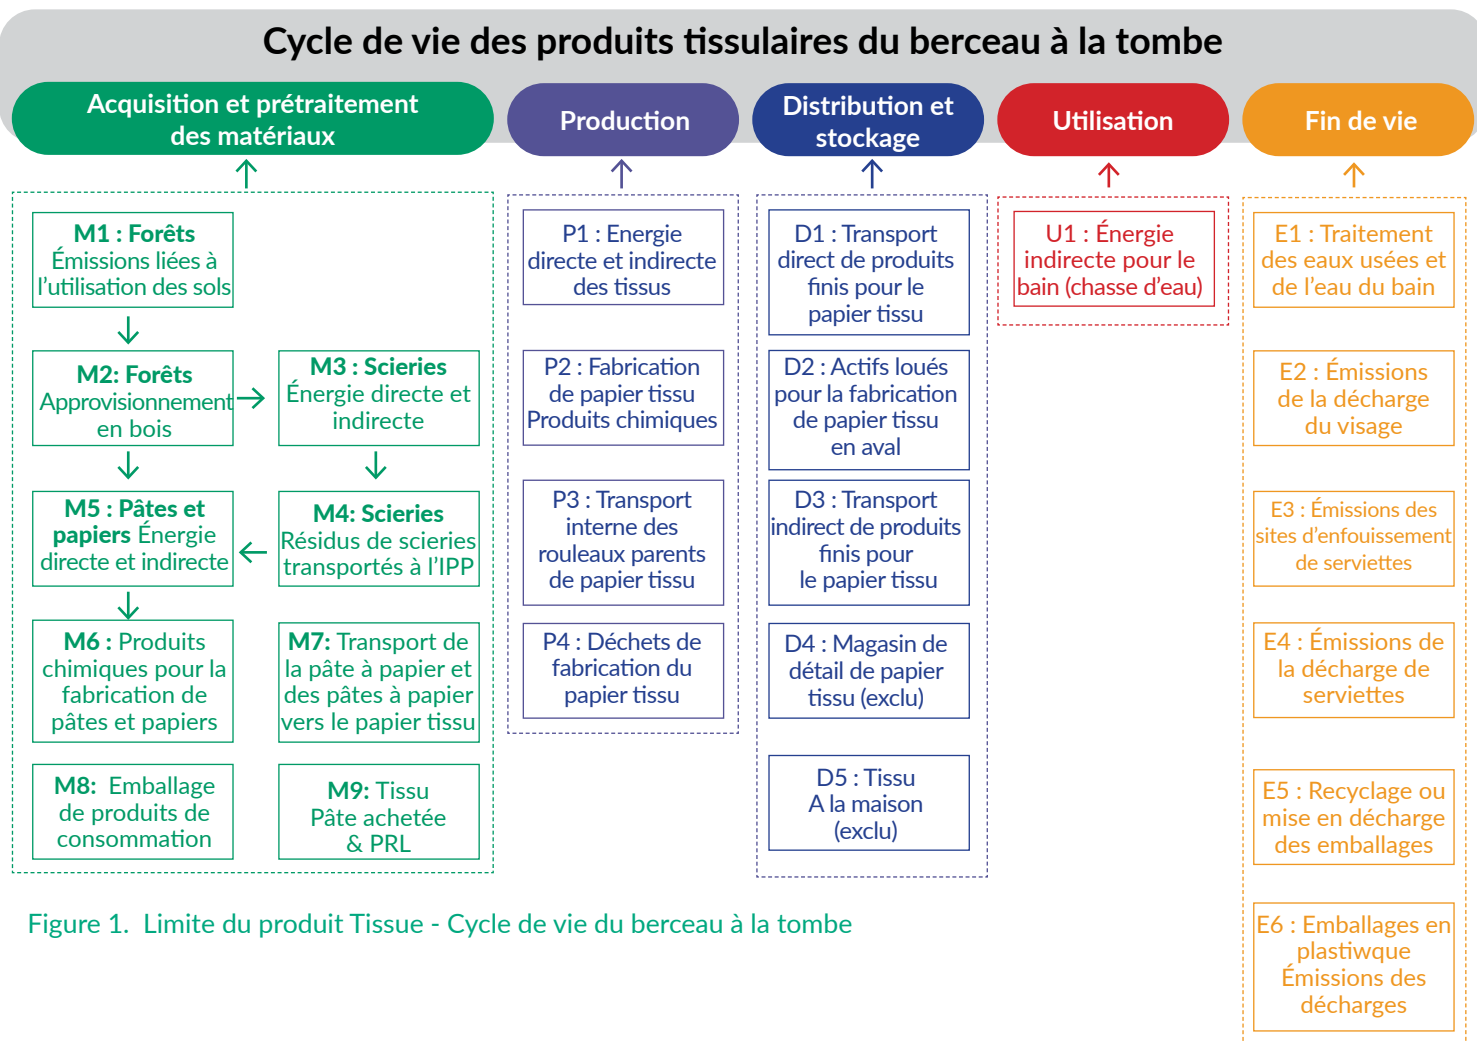 Cycle de vie des produits tissulaires du berceau à la tombe
Acquisition et prétraitement
des matériaux
Production
Distribution et
stockage
Utilisation
Fin de vie
M1 : Forêts
Émissions liées à
l’utilisation des sols
M2: Forêts
Approvisionnement
en bois
M3 : Scieries
Énergie directe et
indirecte
M5 : Pâtes et
papiers Énergie
directe et indirecte
M4: Scieries
Résidus de scieries
transportés à l’IPP
M6 : Produits
chimiques pour la
fabrication de
pâtes et papiers
M7: Transport de
la pâte à papier et
des pâtes à papier
vers le papier tissu
M8: Emballage
de produits de
consommation
M9: Tissu
Pâte achetée
& PRL
P1 : Energie
directe et indirecte
des tissus
P2 : Fabrication
de papier tissu
Produits chimiques
P3 : Transport
interne des
rouleaux parents
de papier tissu
P4 : Déchets de
fabrication du
papier tissu
D1 : Transport
direct de produits
finis pour le
papier tissu
D2 : Actifs loués
pour la fabrication
de papier tissu
en aval
D3 : Transport
indirect de produits
finis pour
le papier tissu
D4 : Magasin de
détail de papier
tissu (exclu)
D5 : Tissu
A la maison
(exclu)
U1 : Énergie
indirecte pour le
bain (chasse d’eau)
E1 : Traitement
des eaux usées et
de l’eau du bain
E2 : Émissions
de la décharge
du visage
E3 : Émissions des
sites d’enfouissement
de serviettes
E4 : Émissions de
la décharge de
serviettes
E5 : Recyclage ou
mise en décharge
des emballages
E6 : Emballages en
plastiwque
Émissions des
décharges
Figure 1. Limite du produit Tissue - Cycle de vie du berceau à la tombe